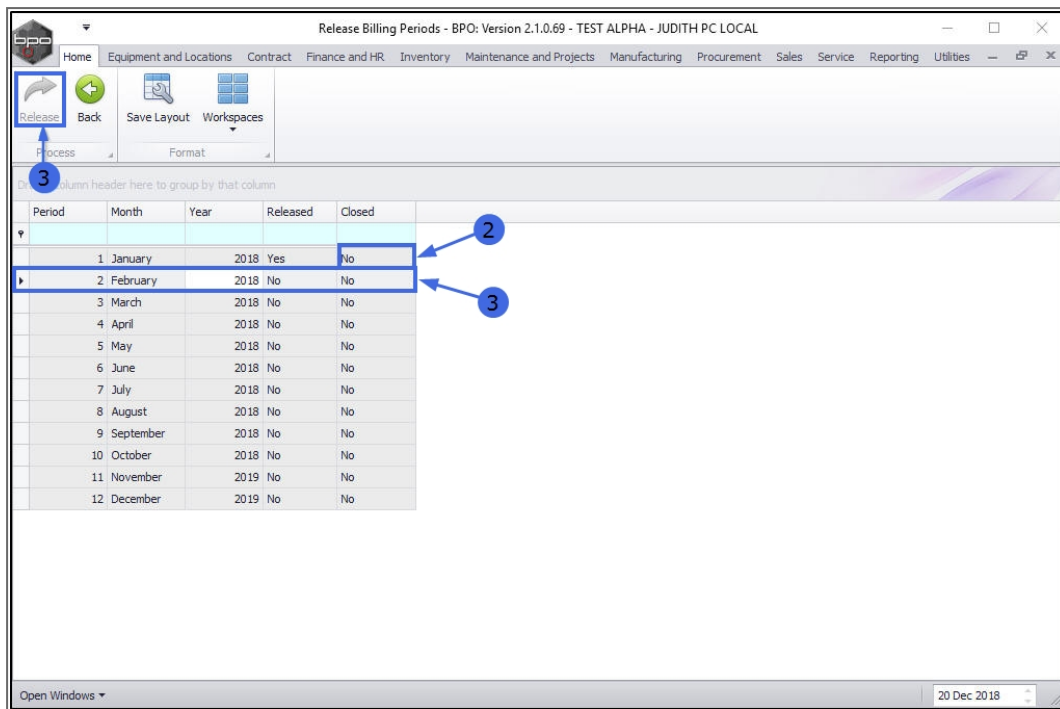 Release Billing Periods - BPO: Version 2.1.0.69 - TEST ALPHA - JUDITH PC LOCAL
bpo
Home Equipment and Locations Contract Finance and HR Inventory Maintenance and Projects Manufacturing Procurement Sales Service Reporting Utilities
Release Back Save Layout Workspaces
Process Format
3
column header here to group by that column
Period Month Year Released Closed
2
1 January 2018 Yes No
2 February 2018 No No
3
3 March 2018 No No
4 April 2018 No No
5 May 2018 No No
6 June 2018 No No
7 July 2018 No No
8 August 2018 No No
9 September 2018 No No
10 October 2018 No No
11 November 2019 No No
12 December 2019 No No
Open Windows 20 Dec 2018